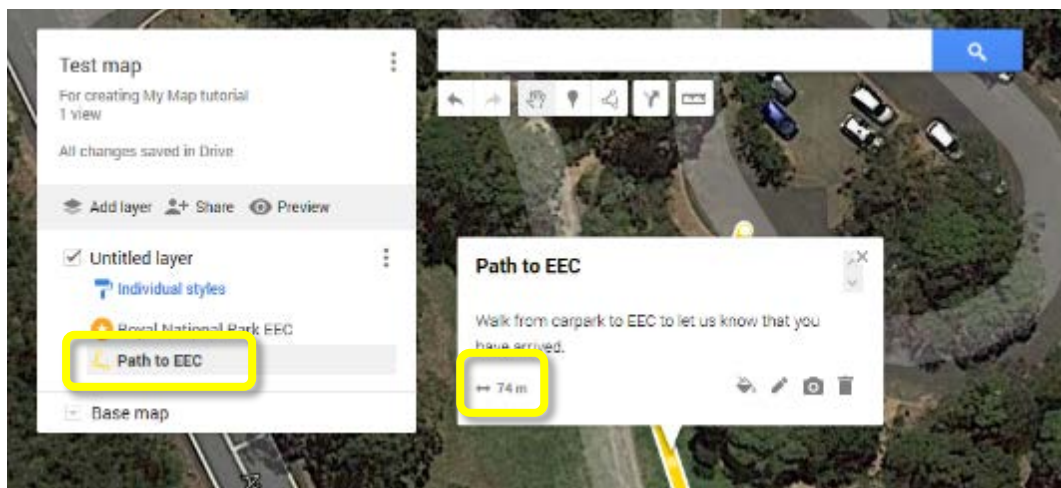 Test map
For creating My Map tutorial
1 view
All changes saved in Drive
Add layer Share Preview
Untitled layer
Individual styles
Royal National Park EEC
Path to EEC
Base map
Path to EEC
Walk from carpark to EEC to let us know that you
have arrived.
74 m